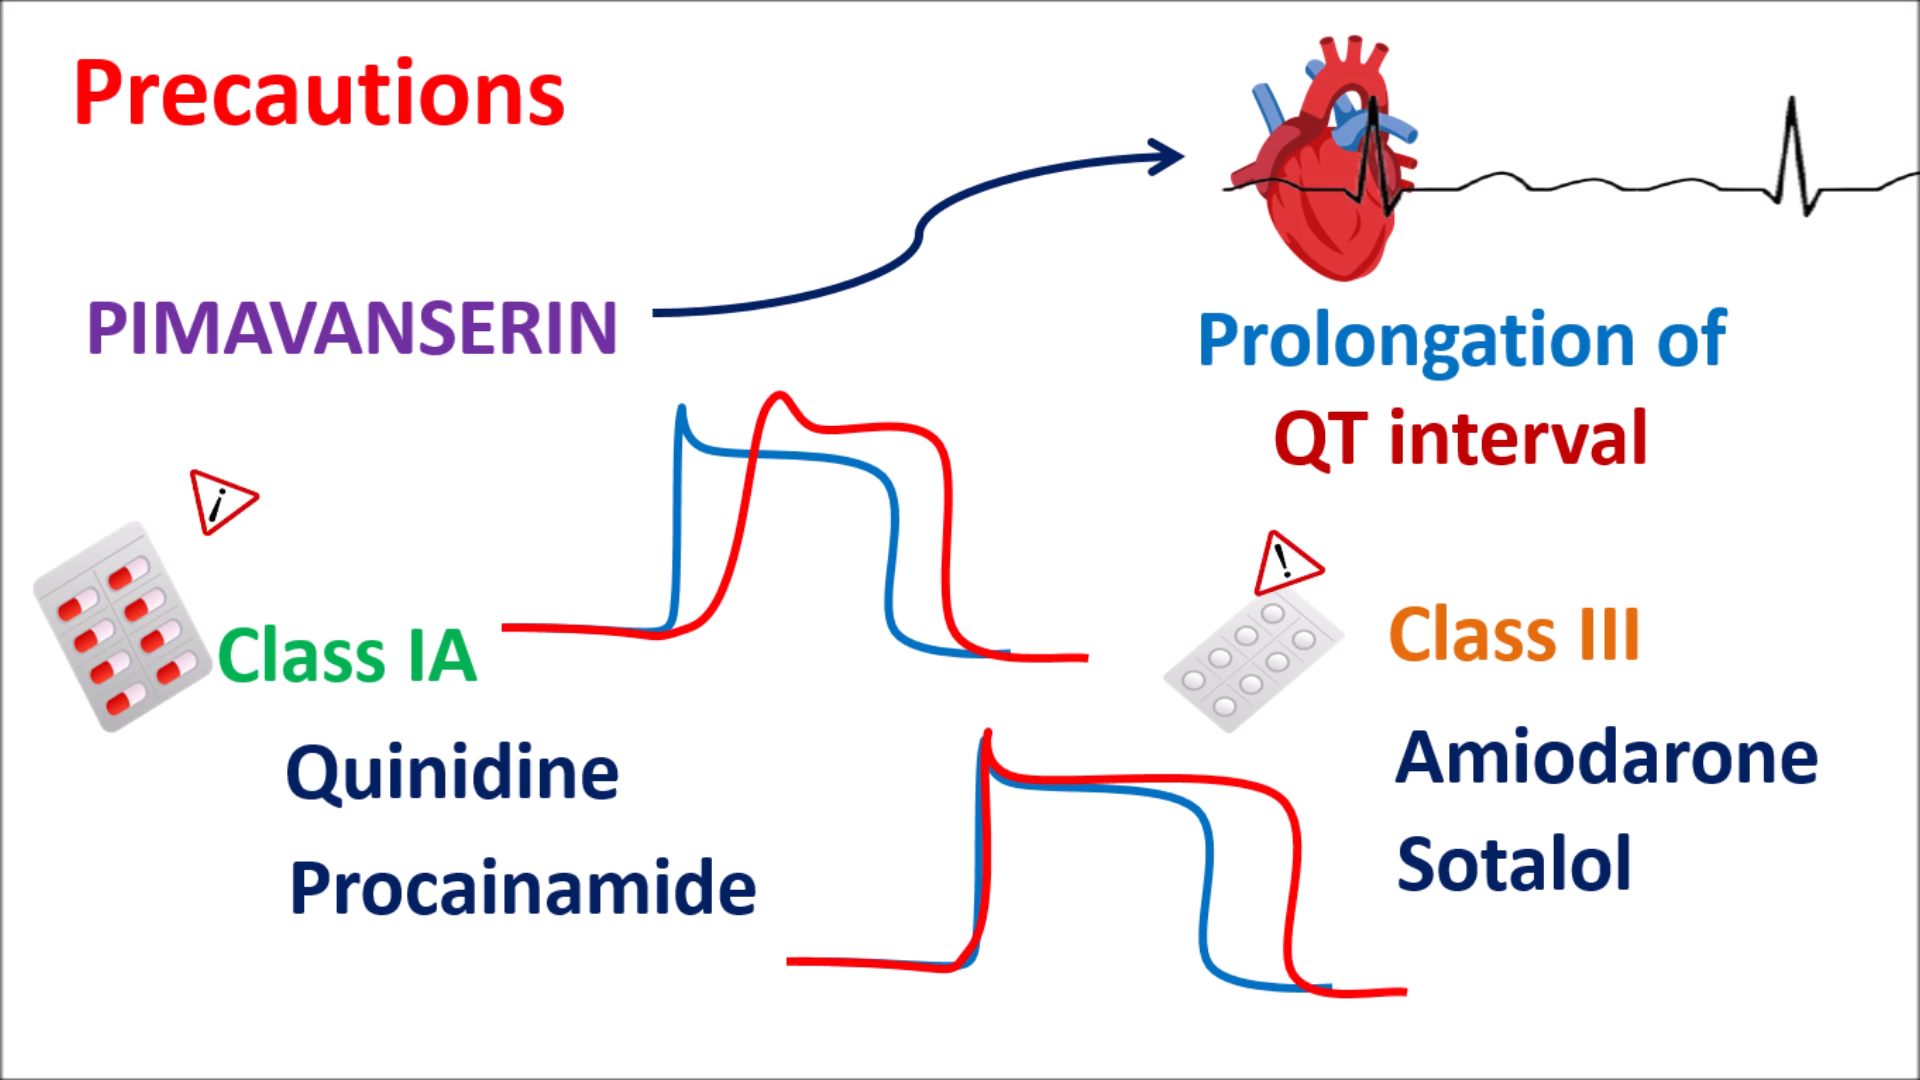 Precautions
PIMAVANSERIN
Prolongation of
QT interval
Class IA
Quinidine
Procainamide
Class III
Amiodarone
Sotalol